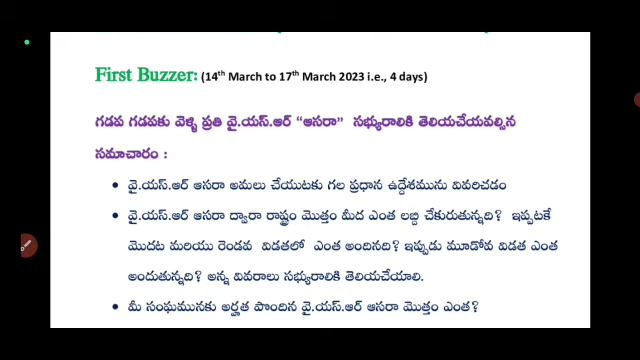 First Buzzer: (14th March to 17th March 2023 i.e., 4 days)
గడప గడపకు వెళ్ళి ప్రతి వై.యస్.ఆర్ “ఆసరా” సభ్యురాలికి తెలియచేయవల్సిన
సమాచారం :
• వై.యస్.ఆర్ ఆసరా అమలు చేయుటకు గల ప్రధాన ఉద్దేశమును వివరించడం
• వై.యస్.ఆర్ ఆసరా ద్వారా రాష్ట్రం మొత్తం మీద ఎంత లబ్ది చేకురుతున్నది? ఇప్పటకే
మొదట మరియు రెండవ విడతలో ఎంత అందినది? ఇప్పుడు మూడోవ విడత ఎంత
అందుతున్నది? అన్న వివరాలు సభ్యురాలికి తెలియచేయాలి.
• మీ సంఘమునకు అర్హత పొందిన వై.యస్.ఆర్ ఆసరా మొత్తం ఎంత?